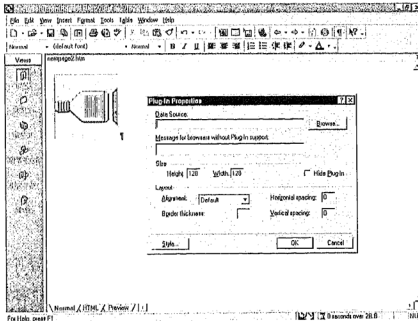 File Edit View Insert Format Tools Table Window Help
Normal (default font) Normal B I U
Views newpage2.htm
Plug-In Properties
Data Source:
Browse...
Message for browsers without Plug-In support:
Size
Height: 128 Width: 128 Hide Plug-In
Layout
Alignment: Default Horizontal spacing: 0
Border thickness: Vertical spacing: 0
Style... OK Cancel
Normal HTML Preview
For Help, press F1 0 seconds over 28.8